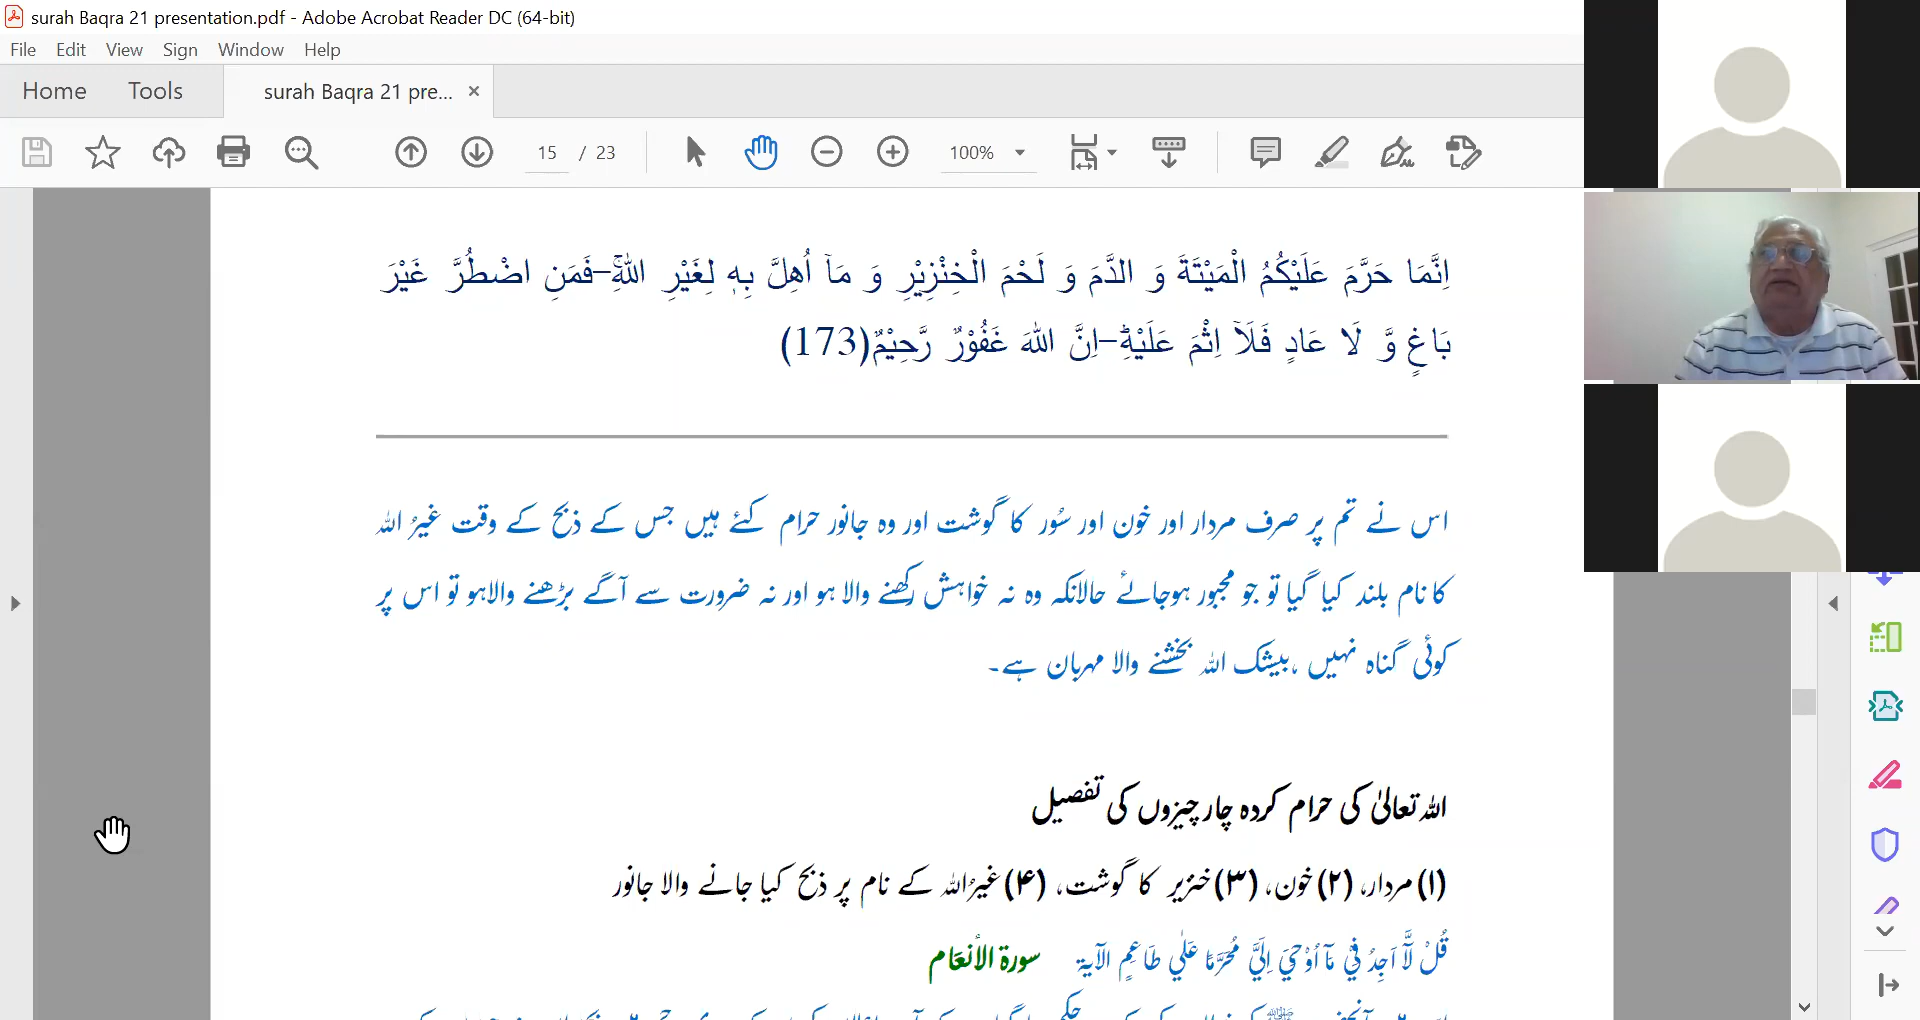 surah Baqra 21 presentation.pdf - Adobe Acrobat Reader DC (64-bit)
File Edit View Sign Window Help
Home Tools surah Baqra 21 pre... ×
15 / 23 100%
اِنَّمَا حَرَّمَ عَلَیْكُمُ الْمَیْتَةَ وَ الدَّمَ وَ لَحْمَ الْخِنْزِیْرِ وَ مَاۤ اُهِلَّ بِهٖ لِغَیْرِ اللّٰهِۚ-فَمَنِ اضْطُرَّ غَیْرَ
بَاغٍ وَّ لَا عَادٍ فَلَاۤ اِثْمَ عَلَیْهِؕ-اِنَّ اللّٰهَ غَفُوْرٌ رَّحِیْمٌ(173)
اس نے تم پر صرف مردار اور خون اور سُور کا گوشت اور وہ جانور حرام کئے ہیں جس کے ذبح کے وقت غیرُ اللہ
کا نام بلند کیا گیا تو جو مجبور ہوجائے حالانکہ وہ نہ خواہش رکھنے والا ہو اور نہ ضرورت سے آگے بڑھنے والاہو تو اس پر
کوئی گناہ نہیں ،بیشک اللہ بخشنے والا مہربان ہے۔
اللہ تعالیٰ کی حرام کردہ چار چیزوں کی تفصیل
(۱) مردار، (۲) خون، (۳) خنزیر کا گوشت، (۴) غیرُاللہ کے نام پر ذبح کیا جانے والا جانور
قُلْ لَّاۤ اَجِدُ فِيْ مَاۤ اُوْحِيَ اِلَيَّ مُحَرَّمًا عَلٰي طَاعِمٍ الآية سورة الأنعَام